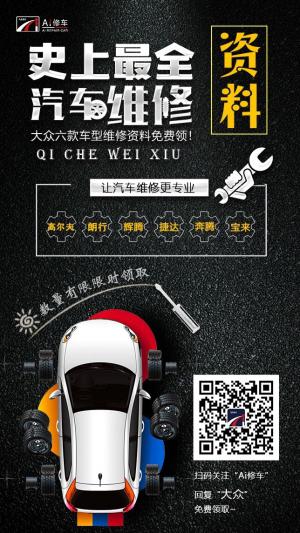 Ai修车
AI REPAIR CAR
史上最全
汽车维修
资料
大众六款车型维修资料免费领！
QI CHE WEI XIU
让汽车维修更专业
高尔夫 朗行 辉腾 捷达 奔腾 宝来
数量有限限时领取
扫码关注“Ai修车”
回复“大众”
免费领取~